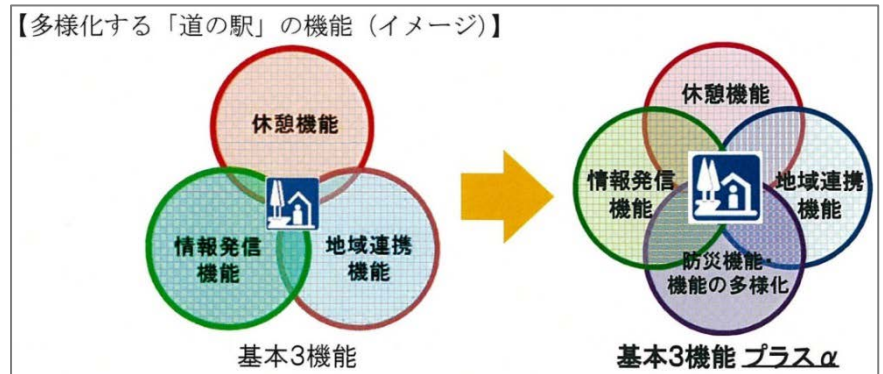 【多様化する「道の駅」の機能（イメージ）】
休憩機能
情報発信
機能
地域連携
機能
基本3機能
休憩機能
情報発信
機能
地域連携
機能
防災機能・
機能の多様化
基本3機能 プラスα